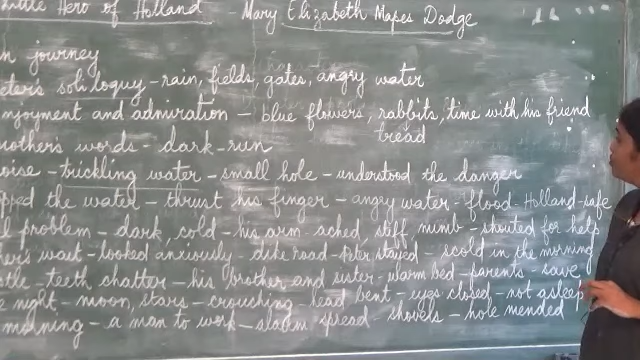 Little Hero of Holland - Mary Elizabeth Mapes Dodge
n journey
eter's soliloquy - rain, fields, gates, angry water
njoyment and admiration - blue flowers, rabbits, time with his friend
tread
mother's words - dark - run
oise - trickling water - small hole - understood the danger
pped the water - thrust his finger - angry water - flood - Holland - safe
l problem - dark, cold - his arm - ached, stiff numb - shouted for help
her's wait - looked anxiously - dike road - Peter stayed - scold in the morning
ttle - teeth chatter - his brother and sister - warm bed - parents - save
e night - moon, stars - crouching - head bent - eyes closed - not asleep
morning - a man to work - alarm spread - shovels - hole mended